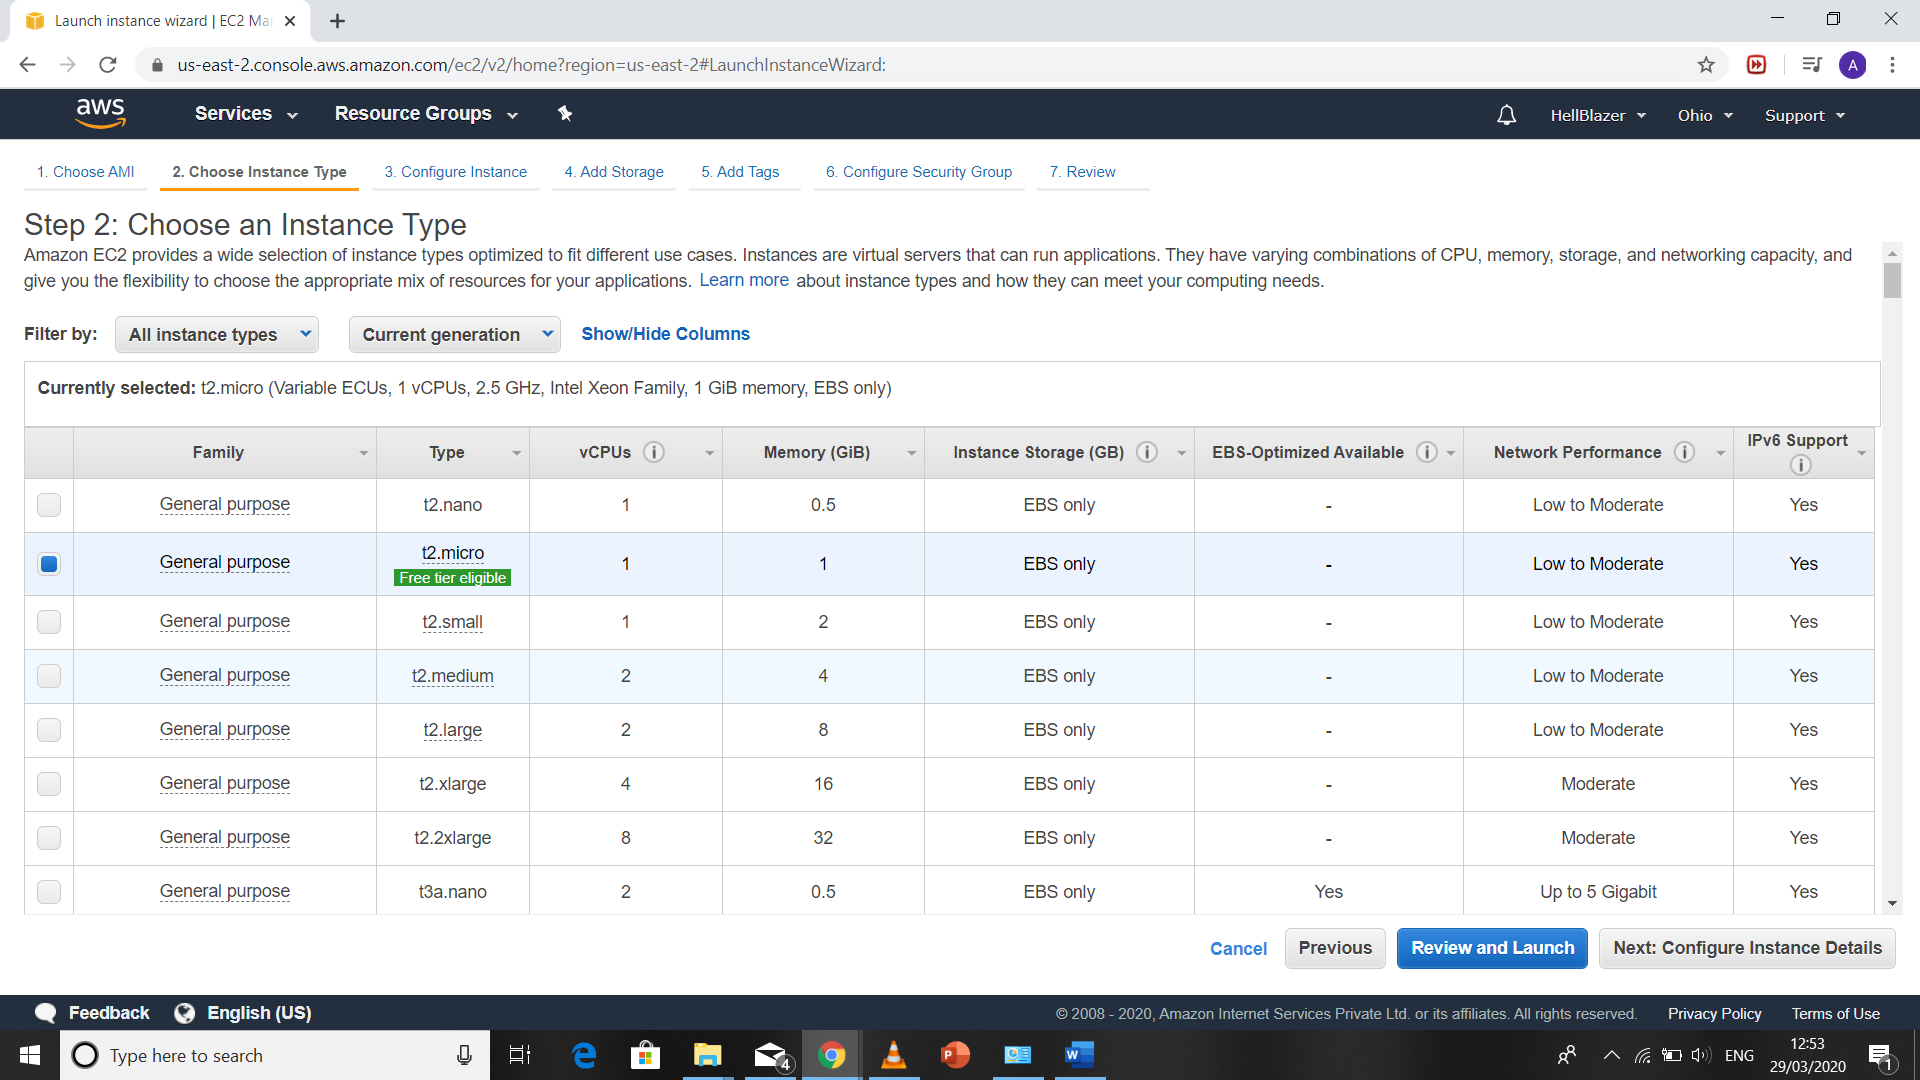 Launch instance wizard | EC2 Mar
us-east-2.console.aws.amazon.com/ec2/v2/home?region=us-east-2#LaunchInstanceWizard:
A
aws
Services
Resource Groups
HellBlazer
Ohio
Support
1. Choose AMI
2. Choose Instance Type
3. Configure Instance
4. Add Storage
5. Add Tags
6. Configure Security Group
7. Review
Step 2: Choose an Instance Type
Amazon EC2 provides a wide selection of instance types optimized to fit different use cases. Instances are virtual servers that can run applications. They have varying combinations of CPU, memory, storage, and networking capacity, and
give you the flexibility to choose the appropriate mix of resources for your applications. Learn more about instance types and how they can meet your computing needs.
Filter by: All instance types Current generation Show/Hide Columns
Currently selected: t2.micro (Variable ECUs, 1 vCPUs, 2.5 GHz, Intel Xeon Family, 1 GiB memory, EBS only)
Family Type vCPUs Memory (GiB) Instance Storage (GB) EBS-Optimized Available Network Performance IPv6 Support
General purpose t2.nano 1 0.5 EBS only - Low to Moderate Yes
General purpose t2.micro Free tier eligible 1 1 EBS only - Low to Moderate Yes
General purpose t2.small 1 2 EBS only - Low to Moderate Yes
General purpose t2.medium 2 4 EBS only - Low to Moderate Yes
General purpose t2.large 2 8 EBS only - Low to Moderate Yes
General purpose t2.xlarge 4 16 EBS only - Moderate Yes
General purpose t2.2xlarge 8 32 EBS only - Moderate Yes
General purpose t3a.nano 2 0.5 EBS only Yes Up to 5 Gigabit Yes
Cancel Previous Review and Launch Next: Configure Instance Details
Feedback English (US)
© 2008 - 2020, Amazon Internet Services Private Ltd. or its affiliates. All rights reserved. Privacy Policy Terms of Use
Type here to search
4
P
W
ENG
12:53
29/03/2020
1